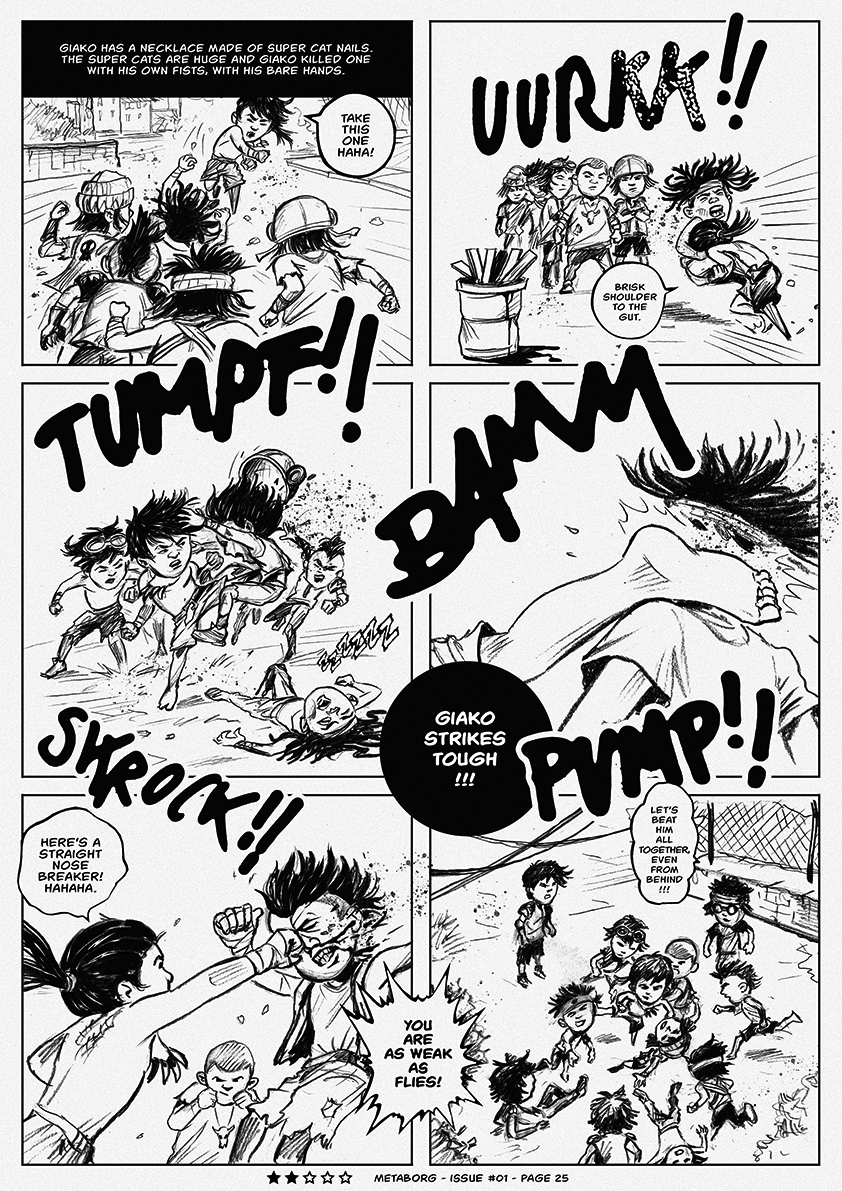 GIAKO HAS A NECKLACE MADE OF SUPER CAT NAILS.
THE SUPER CATS ARE HUGE AND GIAKO KILLED ONE
WITH HIS OWN FISTS, WITH HIS BARE HANDS.
TAKE
THIS
ONE
HAHA!
UURKK!!
BRISK
SHOULDER
TO THE
GUT.
TUMPF!!
ZZZZZZ
BAMM
GIAKO
STRIKES
TOUGH
!!!
PUMP!!
SKROCK!!
HERE'S A
STRAIGHT
NOSE
BREAKER!
HAHAHA.
YOU
ARE
AS WEAK
AS
FLIES!
LET'S
BEAT
HIM
ALL
TOGETHER,
EVEN
FROM
BEHIND
!!!
METABORG - ISSUE #01 - PAGE 25